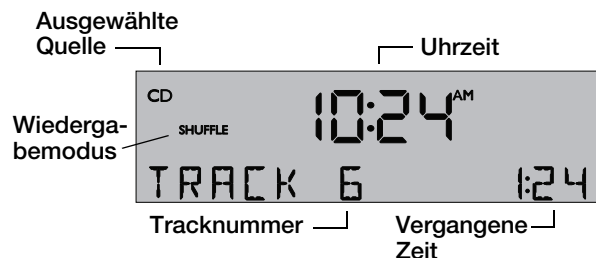 Ausgewählte
Quelle
Uhrzeit
CD
10:24 AM
Wiederga-
bemodus
SHUFFLE
TRACK 6 1:24
Tracknummer
Vergangene
Zeit